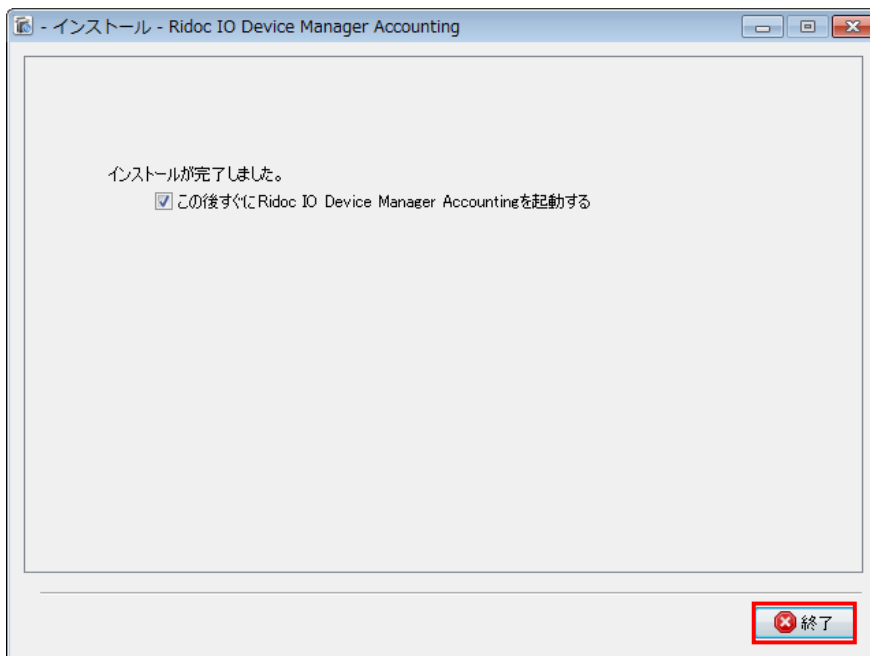 - インストール - Ridoc IO Device Manager Accounting
インストールが完了しました。
この後すぐにRidoc IO Device Manager Accountingを起動する
終了